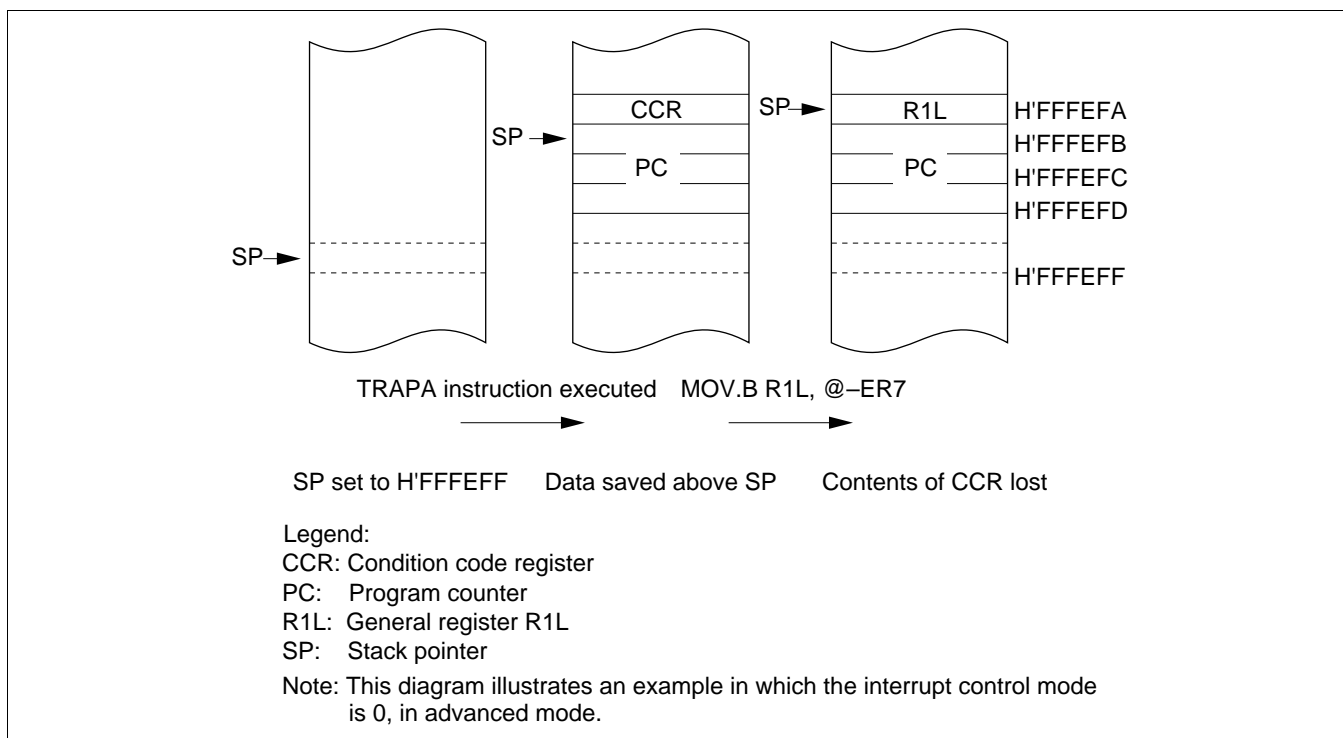 CCR
SP
R1L
H'FFFEFA
SP
H'FFFEFB
PC
PC
H'FFFEFC
H'FFFEFD
SP
H'FFFEFF
TRAPA instruction executed
MOV.B R1L, @–ER7
SP set to H'FFFEFF
Data saved above SP
Contents of CCR lost
Legend:
CCR: Condition code register
PC: Program counter
R1L: General register R1L
SP: Stack pointer
Note: This diagram illustrates an example in which the interrupt control mode
is 0, in advanced mode.